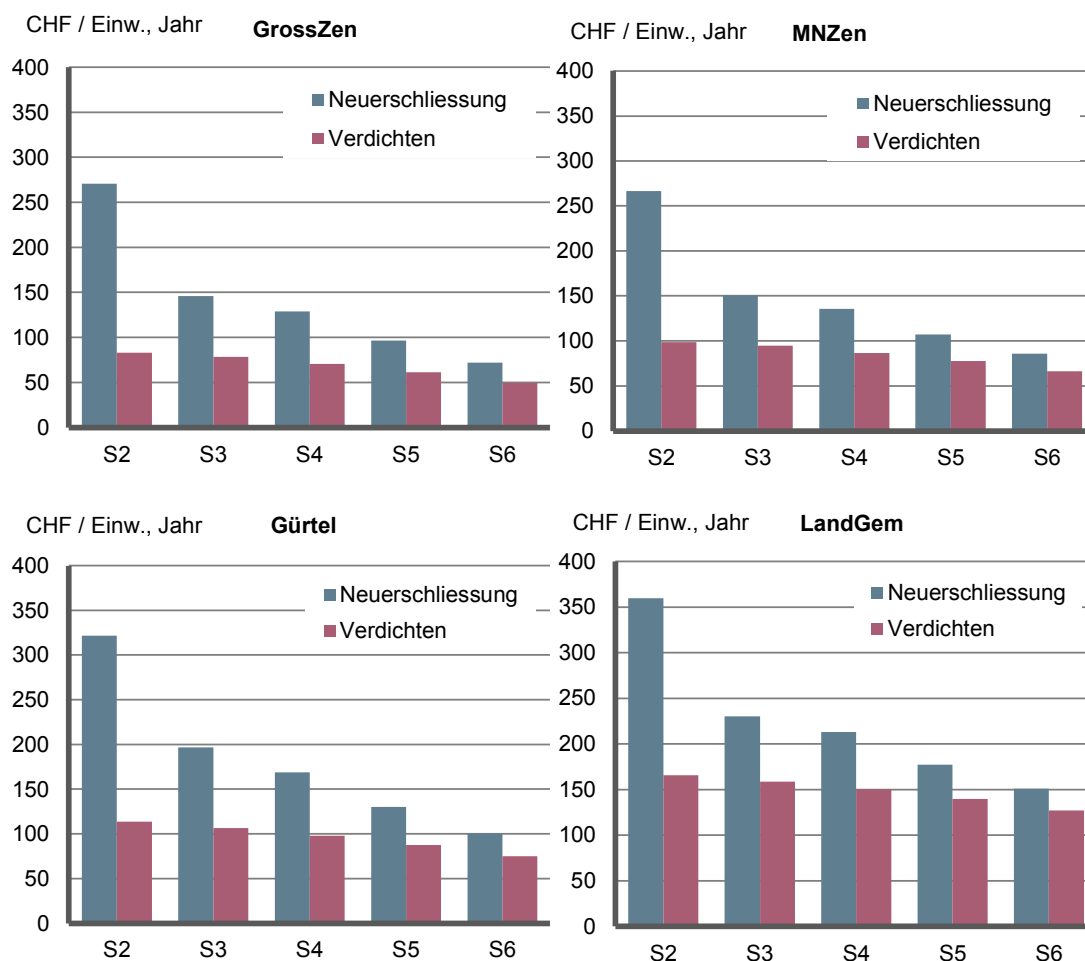 CHF / Einw., Jahr GrossZen
400
350
300
250
200
150
100
50
0
Neuerschliessung
Verdichten
S2 S3 S4 S5 S6
CHF / Einw., Jahr MNZen
400
350
300
250
200
150
100
50
0
Neuerschliessung
Verdichten
S2 S3 S4 S5 S6
CHF / Einw., Jahr Gürtel
400
350
300
250
200
150
100
50
0
Neuerschliessung
Verdichten
S2 S3 S4 S5 S6
CHF / Einw., Jahr LandGem
400
350
300
250
200
150
100
50
0
Neuerschliessung
Verdichten
S2 S3 S4 S5 S6